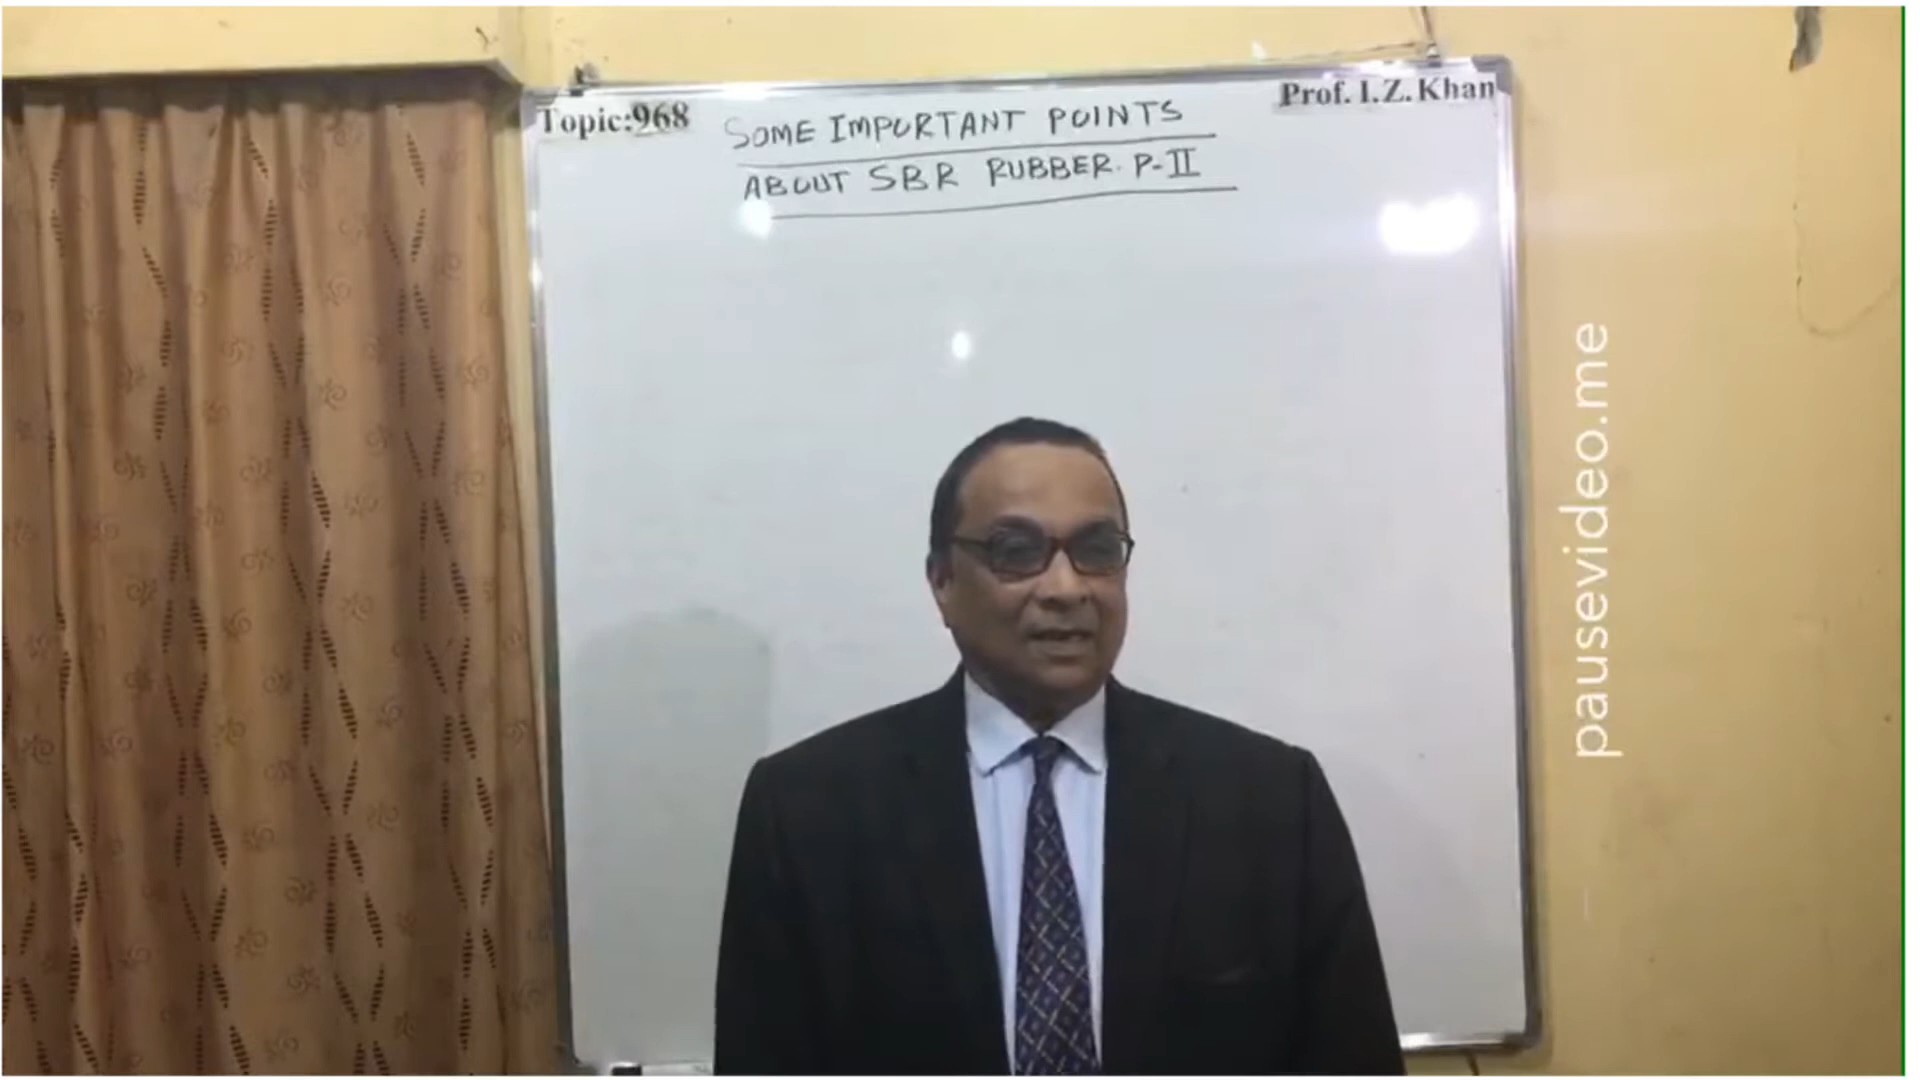 Topic:968
Prof. I.Z. Khan
SOME IMPORTANT POINTS
ABOUT SBR RUBBER. P-II
pausevideo.me